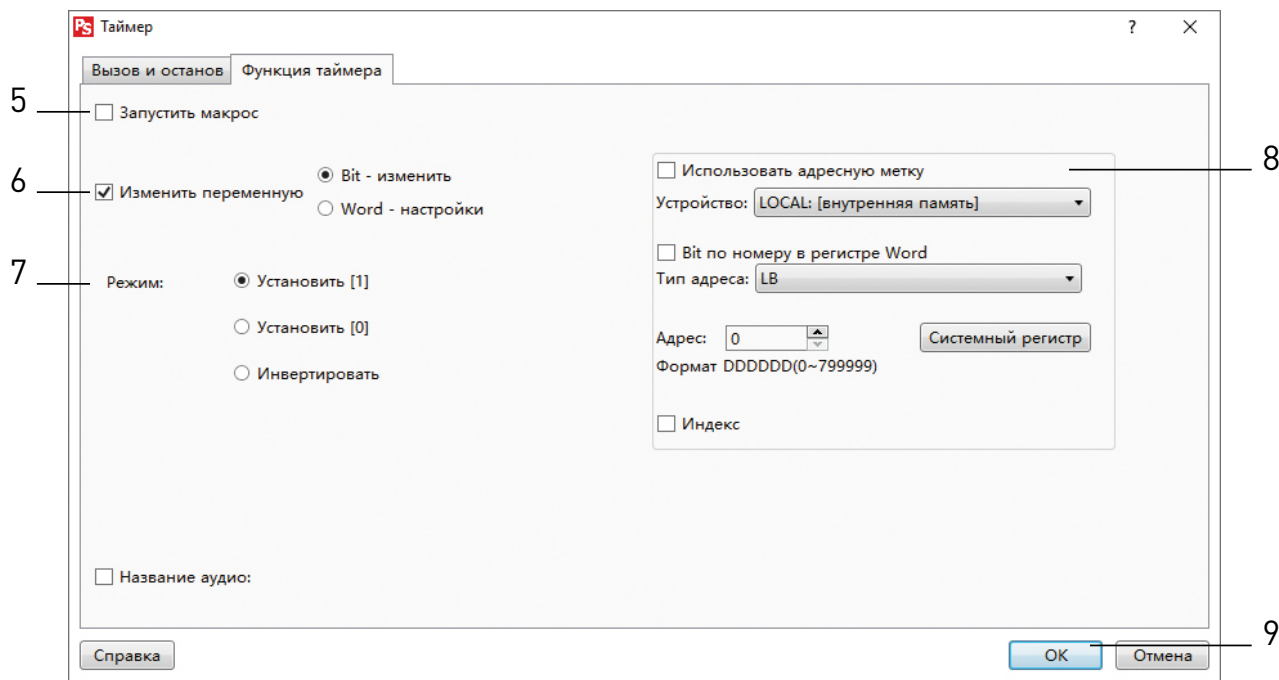 PS Таймер ?
Вызов и останов Функция таймера
5 Запустить макрос
6 Изменить переменную
Bit - изменить
Word - настройки
7 Режим: Установить [1]
Установить [0]
Инвертировать
Использовать адресную метку 8
Устройство: LOCAL: [внутренняя память]
Bit по номеру в регистре Word
Тип адреса: LB
Адрес: 0 Системный регистр
Формат DDDDDD(0~799999)
Индекс
Название аудио:
Справка OK Отмена 9